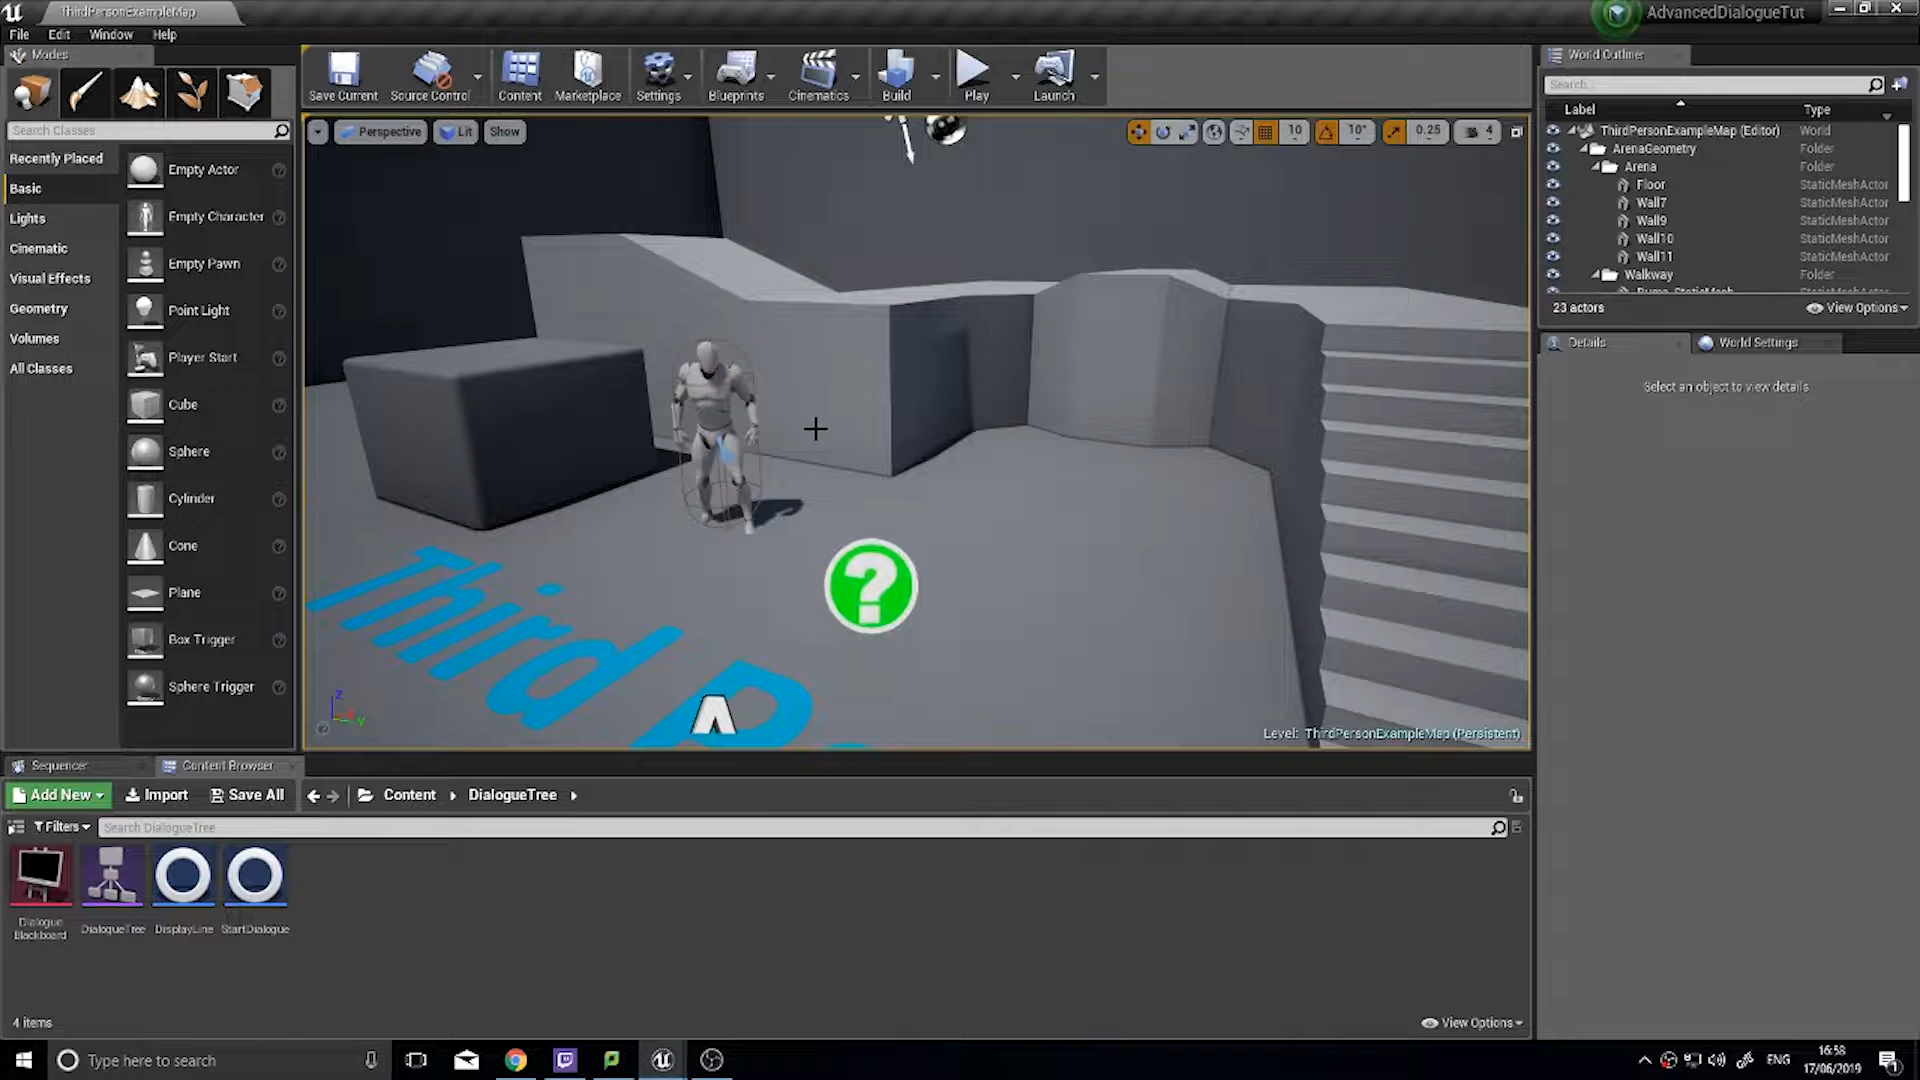 ThirdPersonExampleMap
AdvancedDialogueTut
File Edit Window Help
Modes
Search Classes
Recently Placed
Basic
Lights
Cinematic
Visual Effects
Geometry
Volumes
All Classes
Empty Actor
Empty Character
Empty Pawn
Point Light
Player Start
Cube
Sphere
Cylinder
Cone
Plane
Box Trigger
Sphere Trigger
Save Current Source Control Content Marketplace Settings Blueprints Cinematics Build Play Launch
Perspective Lit Show
10 10° 0.25 4
Third P
Level: ThirdPersonExampleMap (Persistent)
World Outliner
Search...
Label Type
ThirdPersonExampleMap (Editor) World
ArenaGeometry Folder
Arena Folder
Floor StaticMeshActor
Wall7 StaticMeshActor
Wall9 StaticMeshActor
Wall10 StaticMeshActor
Wall11 StaticMeshActor
Walkway Folder
23 actors View Options
Details World Settings
Select an object to view details
Sequencer Content Browser
Add New Import Save All Content DialogueTree
Filters Search DialogueTree
Dialogue
Blackboard
DialogueTree DisplayLine StartDialogue
4 items View Options
Type here to search
ENG
16:58
17/06/2019
1